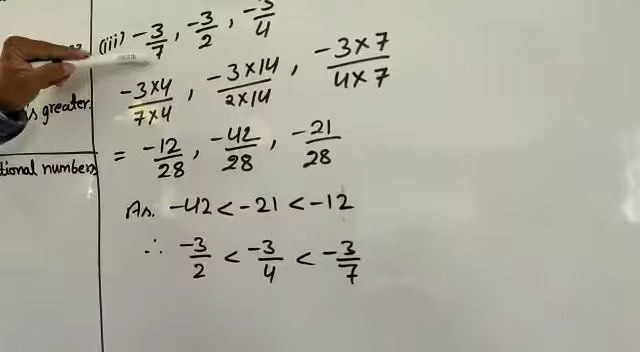 (iii) -3/7, -3/2, -3/4
-3×4/7×4, -3×14/2×14, -3×7/4×7
's greater.
= -12/28, -42/28, -21/28
tional numbers
As. -42 < -21 < -12
∴ -3/2 < -3/4 < -3/7